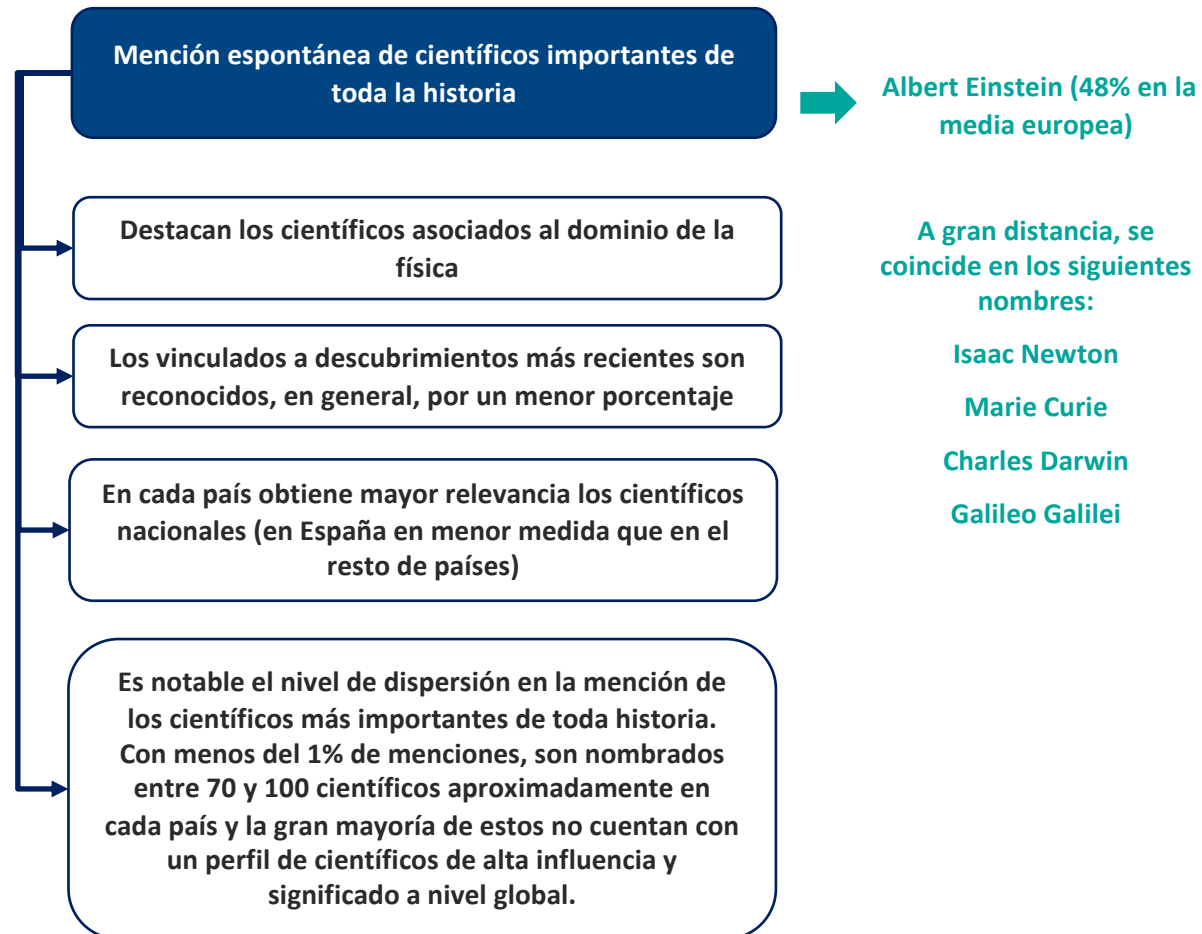 Mención espontánea de científicos importantes de
toda la historia
Albert Einstein (48% en la
media europea)
Destacan los científicos asociados al dominio de la
física
Los vinculados a descubrimientos más recientes son
reconocidos, en general, por un menor porcentaje
En cada país obtiene mayor relevancia los científicos
nacionales (en España en menor medida que en el
resto de países)
Es notable el nivel de dispersión en la mención de
los científicos más importantes de toda historia.
Con menos del 1% de menciones, son nombrados
entre 70 y 100 científicos aproximadamente en
cada país y la gran mayoría de estos no cuentan con
un perfil de científicos de alta influencia y
significado a nivel global.
A gran distancia, se
coincide en los siguientes
nombres:
Isaac Newton
Marie Curie
Charles Darwin
Galileo Galilei